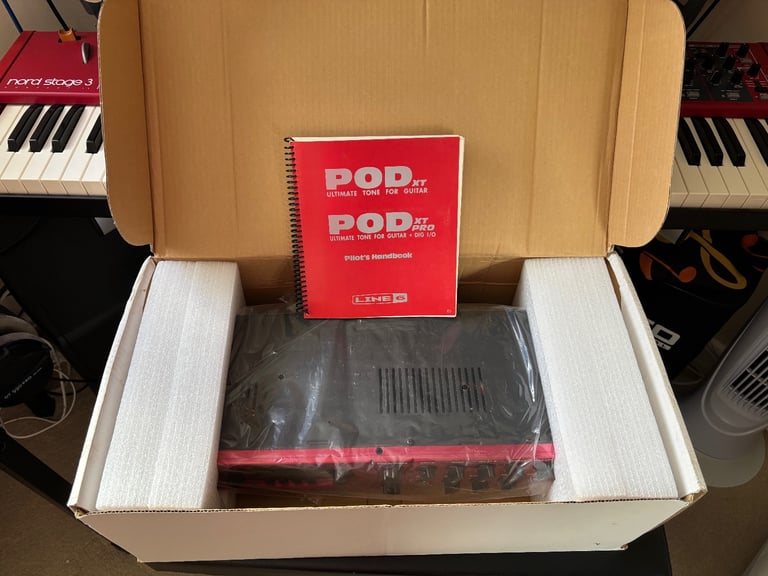 nord stage 3
POD XT
ULTIMATE TONE FOR GUITAR
POD XT PRO
ULTIMATE TONE FOR GUITAR + DIG I/O
Pilot's Handbook
LINE 6